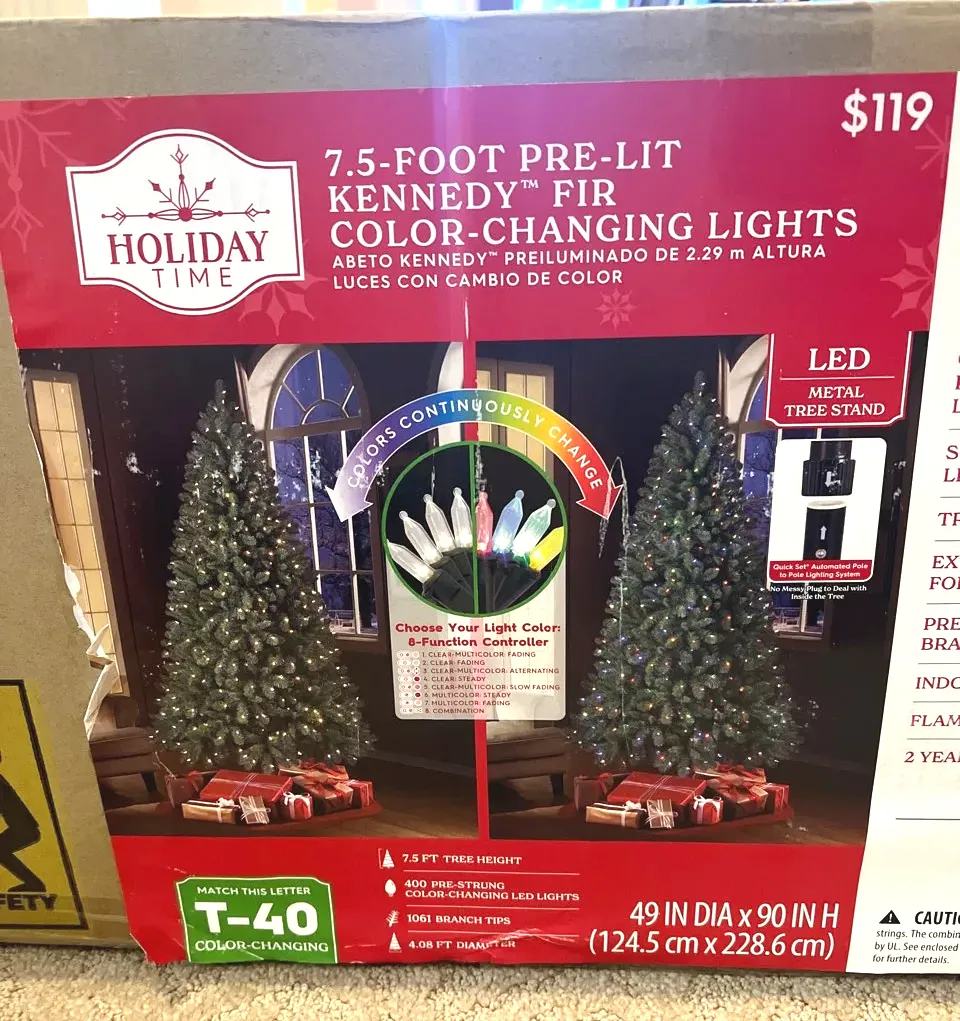 $119
HOLIDAY
TIME
7.5-FOOT PRE-LIT
KENNEDY™ FIR
COLOR-CHANGING LIGHTS
ABETO KENNEDY™ PREILUMINADO DE 2.29 m ALTURA
LUCES CON CAMBIO DE COLOR
LED
METAL
TREE STAND
COLORS CONTINUOUSLY CHANGE
Quick Set® Automated Pole
to Pole Lighting System
No Messy Plug to Deal with
Inside the Tree
Choose Your Light Color:
8-Function Controller
1. CLEAR-MULTICOLOR: FADING
2. CLEAR: FADING
3. CLEAR-MULTICOLOR: ALTERNATING
4. CLEAR: STEADY
5. CLEAR-MULTICOLOR: SLOW FADING
6. MULTICOLOR: STEADY
7. MULTICOLOR: FADING
8. COMBINATION
MATCH THIS LETTER
T-40
COLOR-CHANGING
7.5 FT TREE HEIGHT
400 PRE-STRUNG
COLOR-CHANGING LED LIGHTS
1061 BRANCH TIPS
4.08 FT DIAMETER
49 IN DIA x 90 IN H
(124.5 cm x 228.6 cm)
PRE
BRA
INDO
FLAM
2 YEA
CAUTIO
strings. The combin
by UL. See enclosed
for further details.
FETY